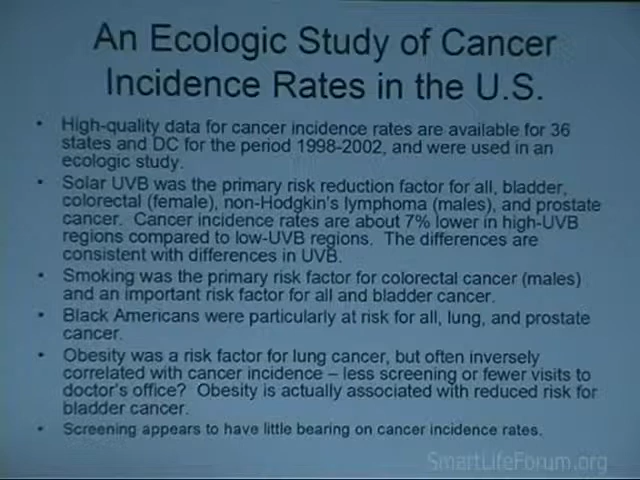 An Ecologic Study of Cancer
Incidence Rates in the U.S.
• High-quality data for cancer incidence rates are available for 36
states and DC for the period 1998-2002, and were used in an
ecologic study.
• Solar UVB was the primary risk reduction factor for all, bladder,
colorectal (female), non-Hodgkin's lymphoma (males), and prostate
cancer. Cancer incidence rates are about 7% lower in high-UVB
regions compared to low-UVB regions. The differences are
consistent with differences in UVB.
• Smoking was the primary risk factor for colorectal cancer (males)
and an important risk factor for all and bladder cancer.
• Black Americans were particularly at risk for all, lung, and prostate
cancer.
• Obesity was a risk factor for lung cancer, but often inversely
correlated with cancer incidence – less screening or fewer visits to
doctor's office? Obesity is actually associated with reduced risk for
bladder cancer.
• Screening appears to have little bearing on cancer incidence rates.
SmartLifeForum.org